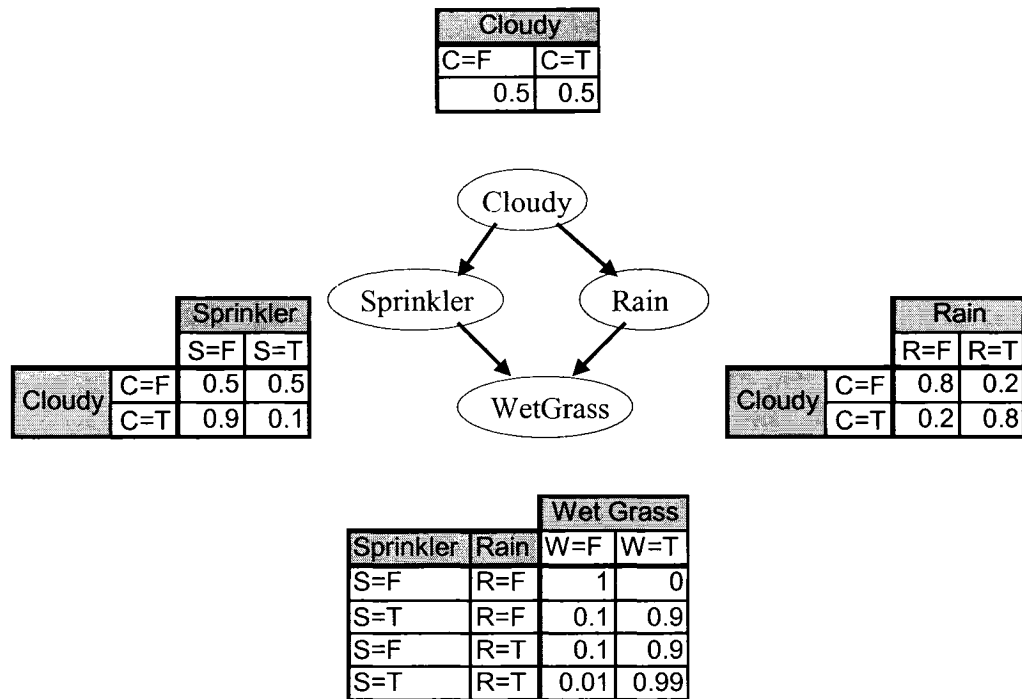 Cloudy
C=F C=T
0.5 0.5
Cloudy
Sprinkler Rain
WetGrass
Sprinkler
S=F S=T
Cloudy C=F 0.5 0.5
C=T 0.9 0.1
Rain
R=F R=T
Cloudy C=F 0.8 0.2
C=T 0.2 0.8
Wet Grass
Sprinkler Rain W=F W=T
S=F R=F 1 0
S=T R=F 0.1 0.9
S=F R=T 0.1 0.9
S=T R=T 0.01 0.99